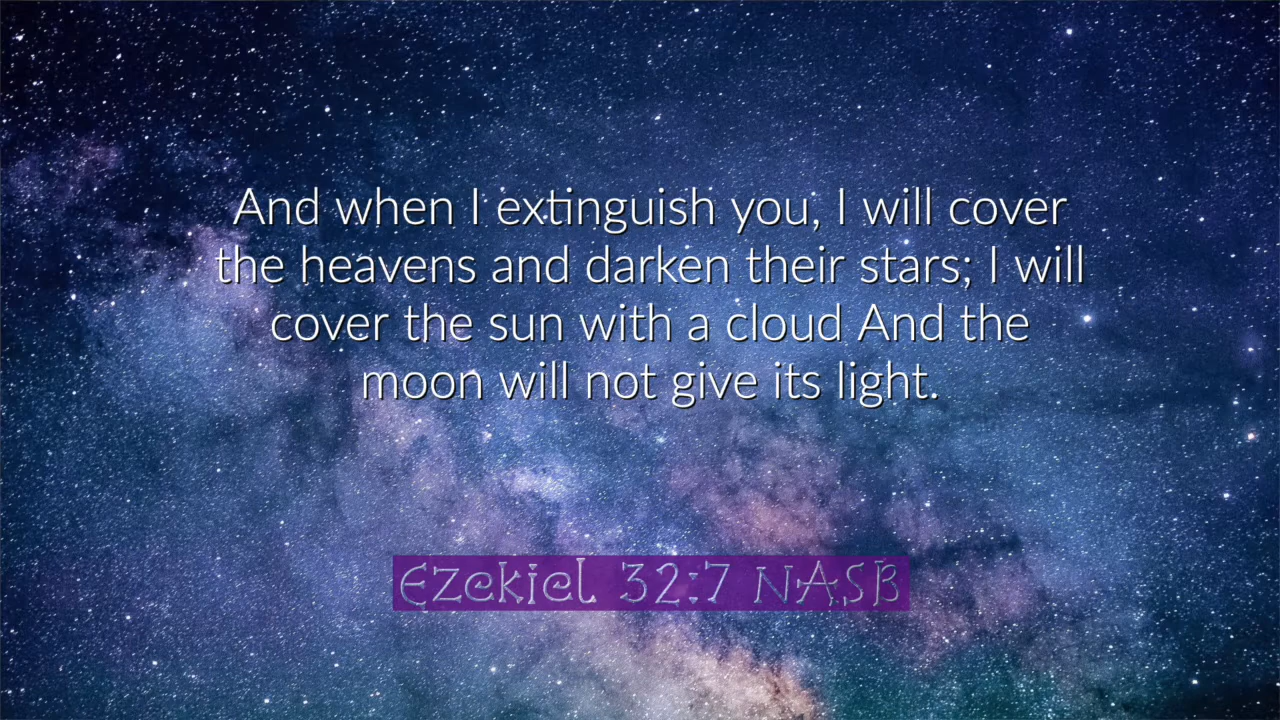 And when I extinguish you, I will cover
the heavens and darken their stars; I will
cover the sun with a cloud And the
moon will not give its light.
Ezekiel 32:7 NASB